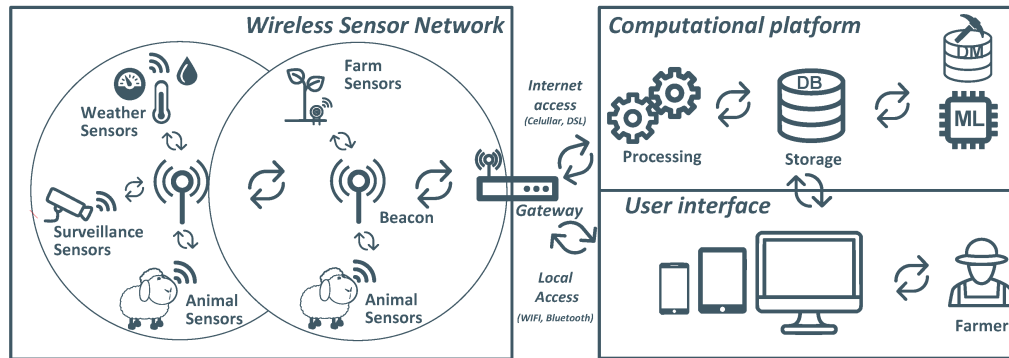 Wireless Sensor Network
Weather
Sensors
Farm
Sensors
Surveillance
Sensors
Beacon
Animal
Sensors
Animal
Sensors
Internet
access
(Celullar, DSL)
Gateway
Local
Access
(WIFI, Bluetooth)
Computational platform
Processing
DB
Storage
DM
ML
User interface
Farmer